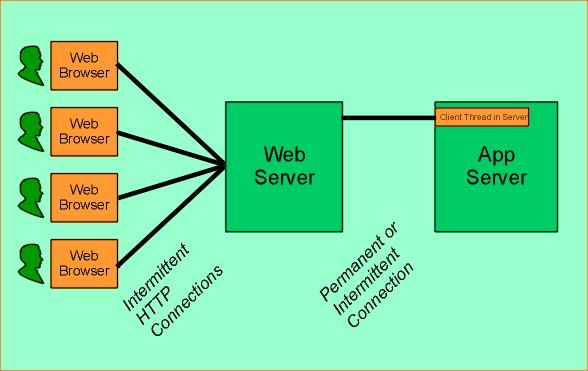 Web
Browser
Web
Browser
Web
Browser
Web
Browser
Web
Server
Client Thread in Server
App
Server
Intermittent
HTTP
Connections
Permanent or
Intermittent
Connection